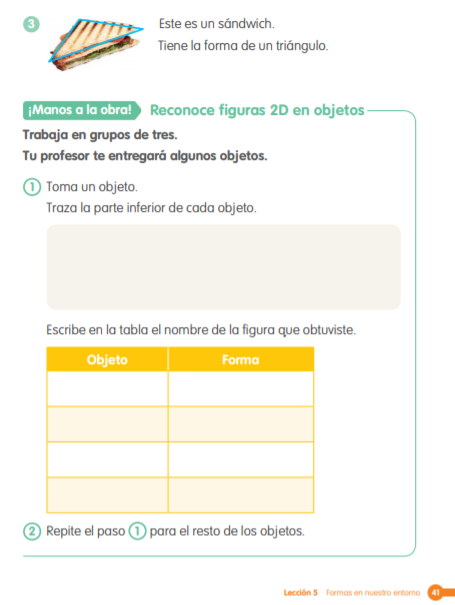 3
Este es un sándwich.
Tiene la forma de un triángulo.
¡Manos a la obra! Reconoce figuras 2D en objetos
Trabaja en grupos de tres.
Tu profesor te entregará algunos objetos.
1 Toma un objeto.
Traza la parte inferior de cada objeto.
Escribe en la tabla el nombre de la figura que obtuviste.
Objeto Forma
2 Repite el paso 1 para el resto de los objetos.
Lección 5 Formas en nuestro entorno 41